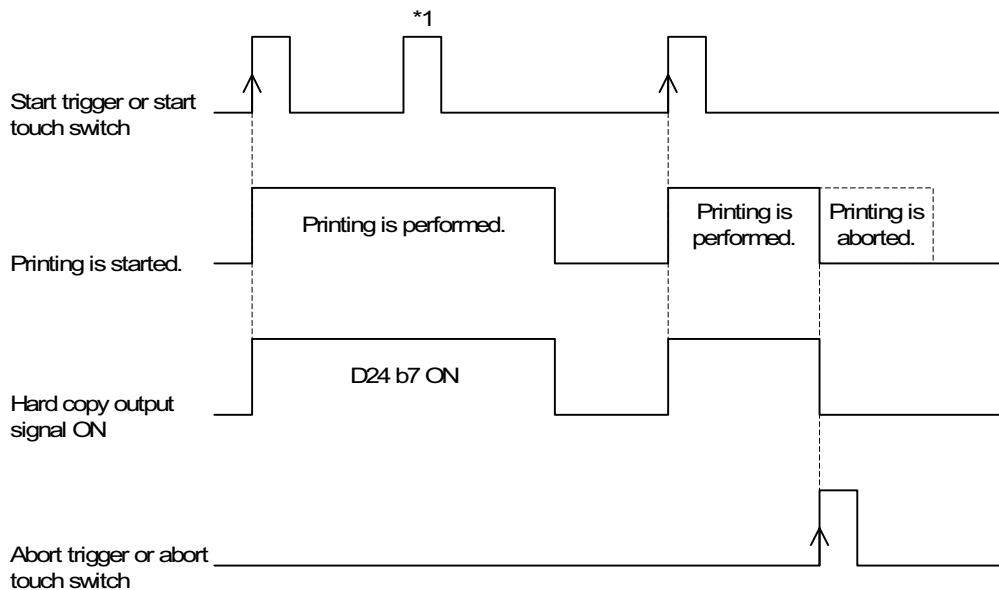 *1
Start trigger or start
touch switch
Printing is performed.
Printing is
performed.
Printing is
aborted.
Printing is started.
D24 b7 ON
Hard copy output
signal ON
Abort trigger or abort
touch switch